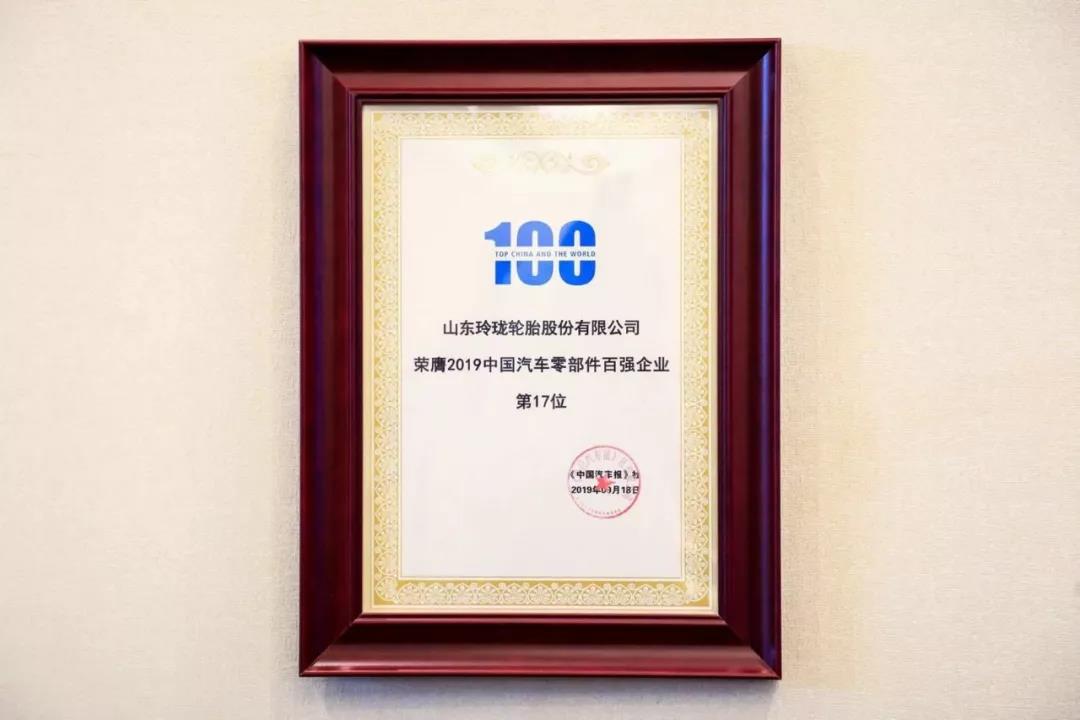 100
TOP CHINA AND THE WORLD
山东玲珑轮胎股份有限公司
荣膺2019中国汽车零部件百强企业
第17位
《中国汽车报》社
2019年09月18日